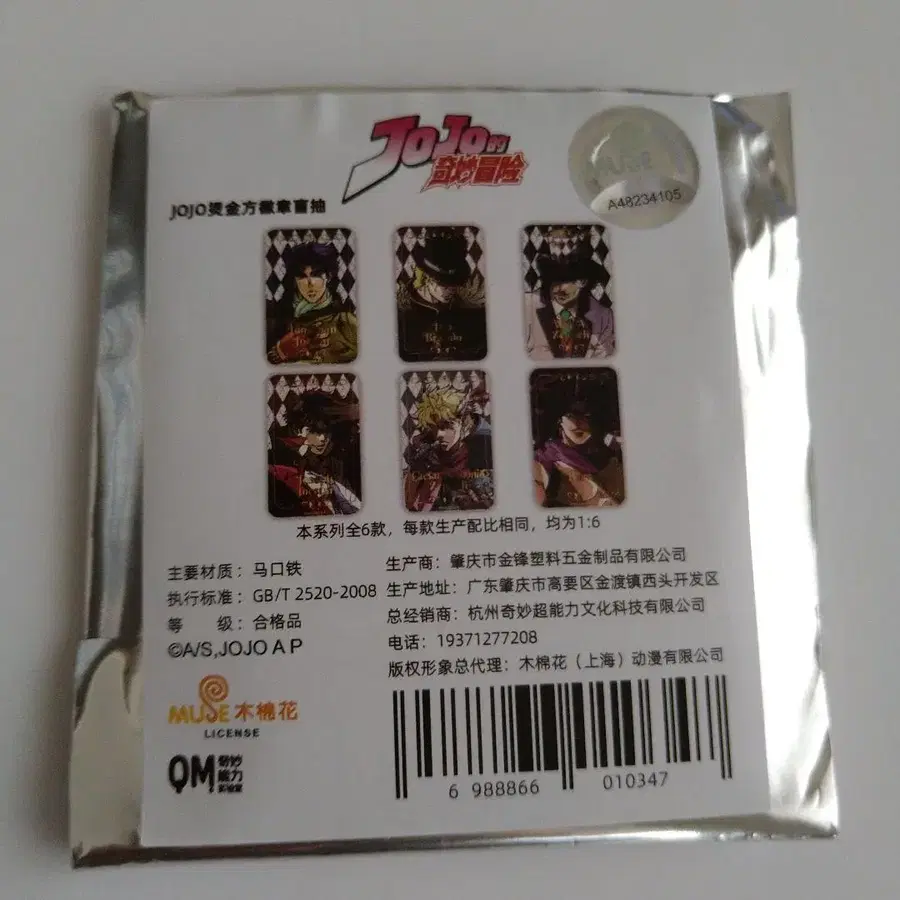 JOJO的
奇妙冒險
MUSE
A48234105
JOJO烫金方徽章盲抽
本系列全6款，每款生产配比相同，均为1:6
主要材质：马口铁
执行标准：GB/T 2520-2008
等　级：合格品
©A/S,JOJO A P
生产商：肇庆市金锋塑料五金制品有限公司
生产地址：广东肇庆市高要区金渡镇西头开发区
总经销商：杭州奇妙超能力文化科技有限公司
电话：19371277208
版权形象总代理：木棉花（上海）动漫有限公司
MUSE 木棉花
LICENSE
QM 奇妙
能力
6 988866 010347